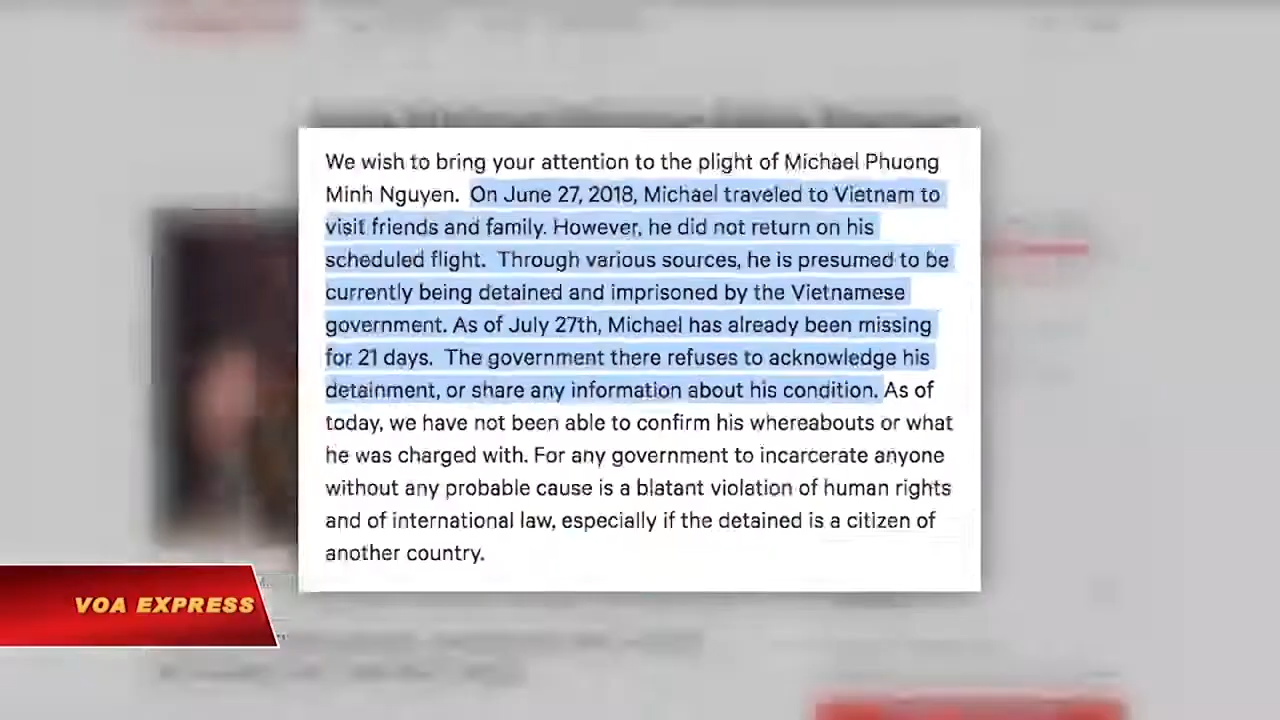 We wish to bring your attention to the plight of Michael Phuong
Minh Nguyen.  On June 27, 2018, Michael traveled to Vietnam to
visit friends and family. However, he did not return on his
scheduled flight.  Through various sources, he is presumed to be
currently being detained and imprisoned by the Vietnamese
government. As of July 27th, Michael has already been missing
for 21 days.  The government there refuses to acknowledge his
detainment, or share any information about his condition. As of
today, we have not been able to confirm his whereabouts or what
he was charged with. For any government to incarcerate anyone
without any probable cause is a blatant violation of human rights
and of international law, especially if the detained is a citizen of
another country.
VOA EXPRESS